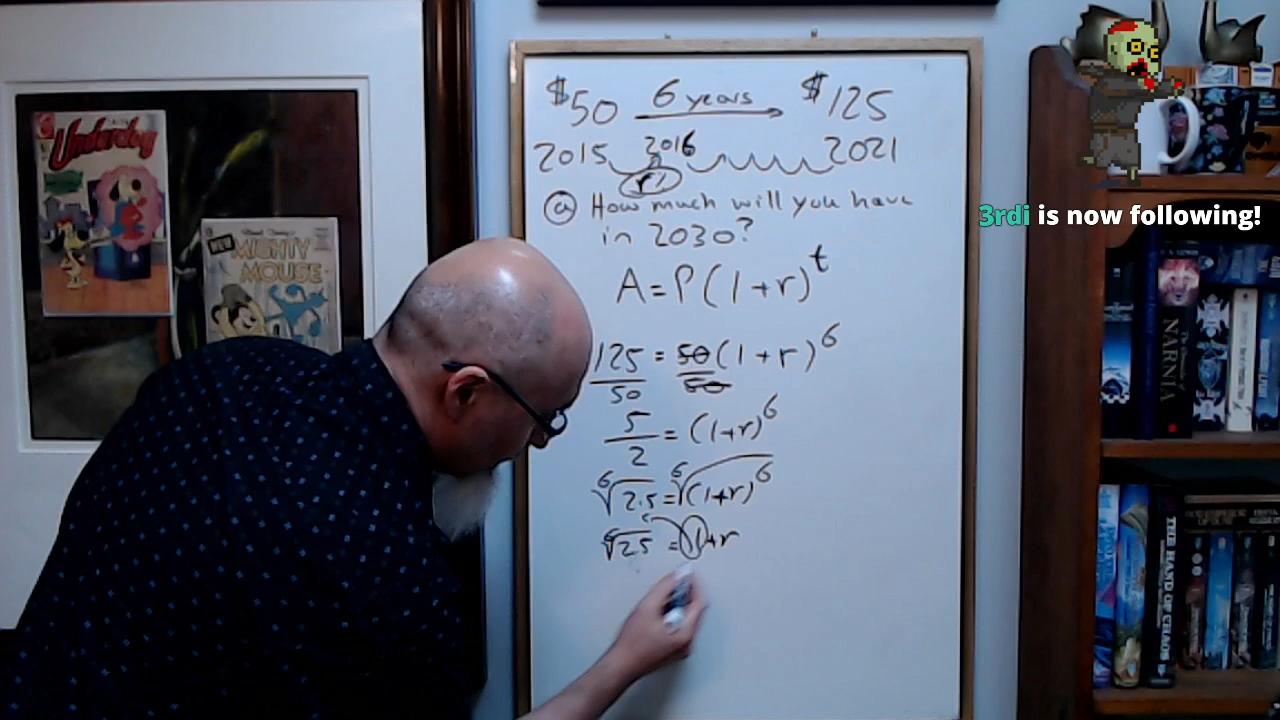 $50 6 years $125
2015 2016 2021
r?
a How much will you have
in 2030?
A=P(1+r)^t
125 = 50(1+r)^6
50 50
5/2 = (1+r)^6
⁶√2.5 = ⁶√(1+r)^6
⁶√2.5 = 1+r
Underdog
NEW
MIGHTY
MOUSE
3rdi is now following!
NARNIA
THE HAND OF CHAOS